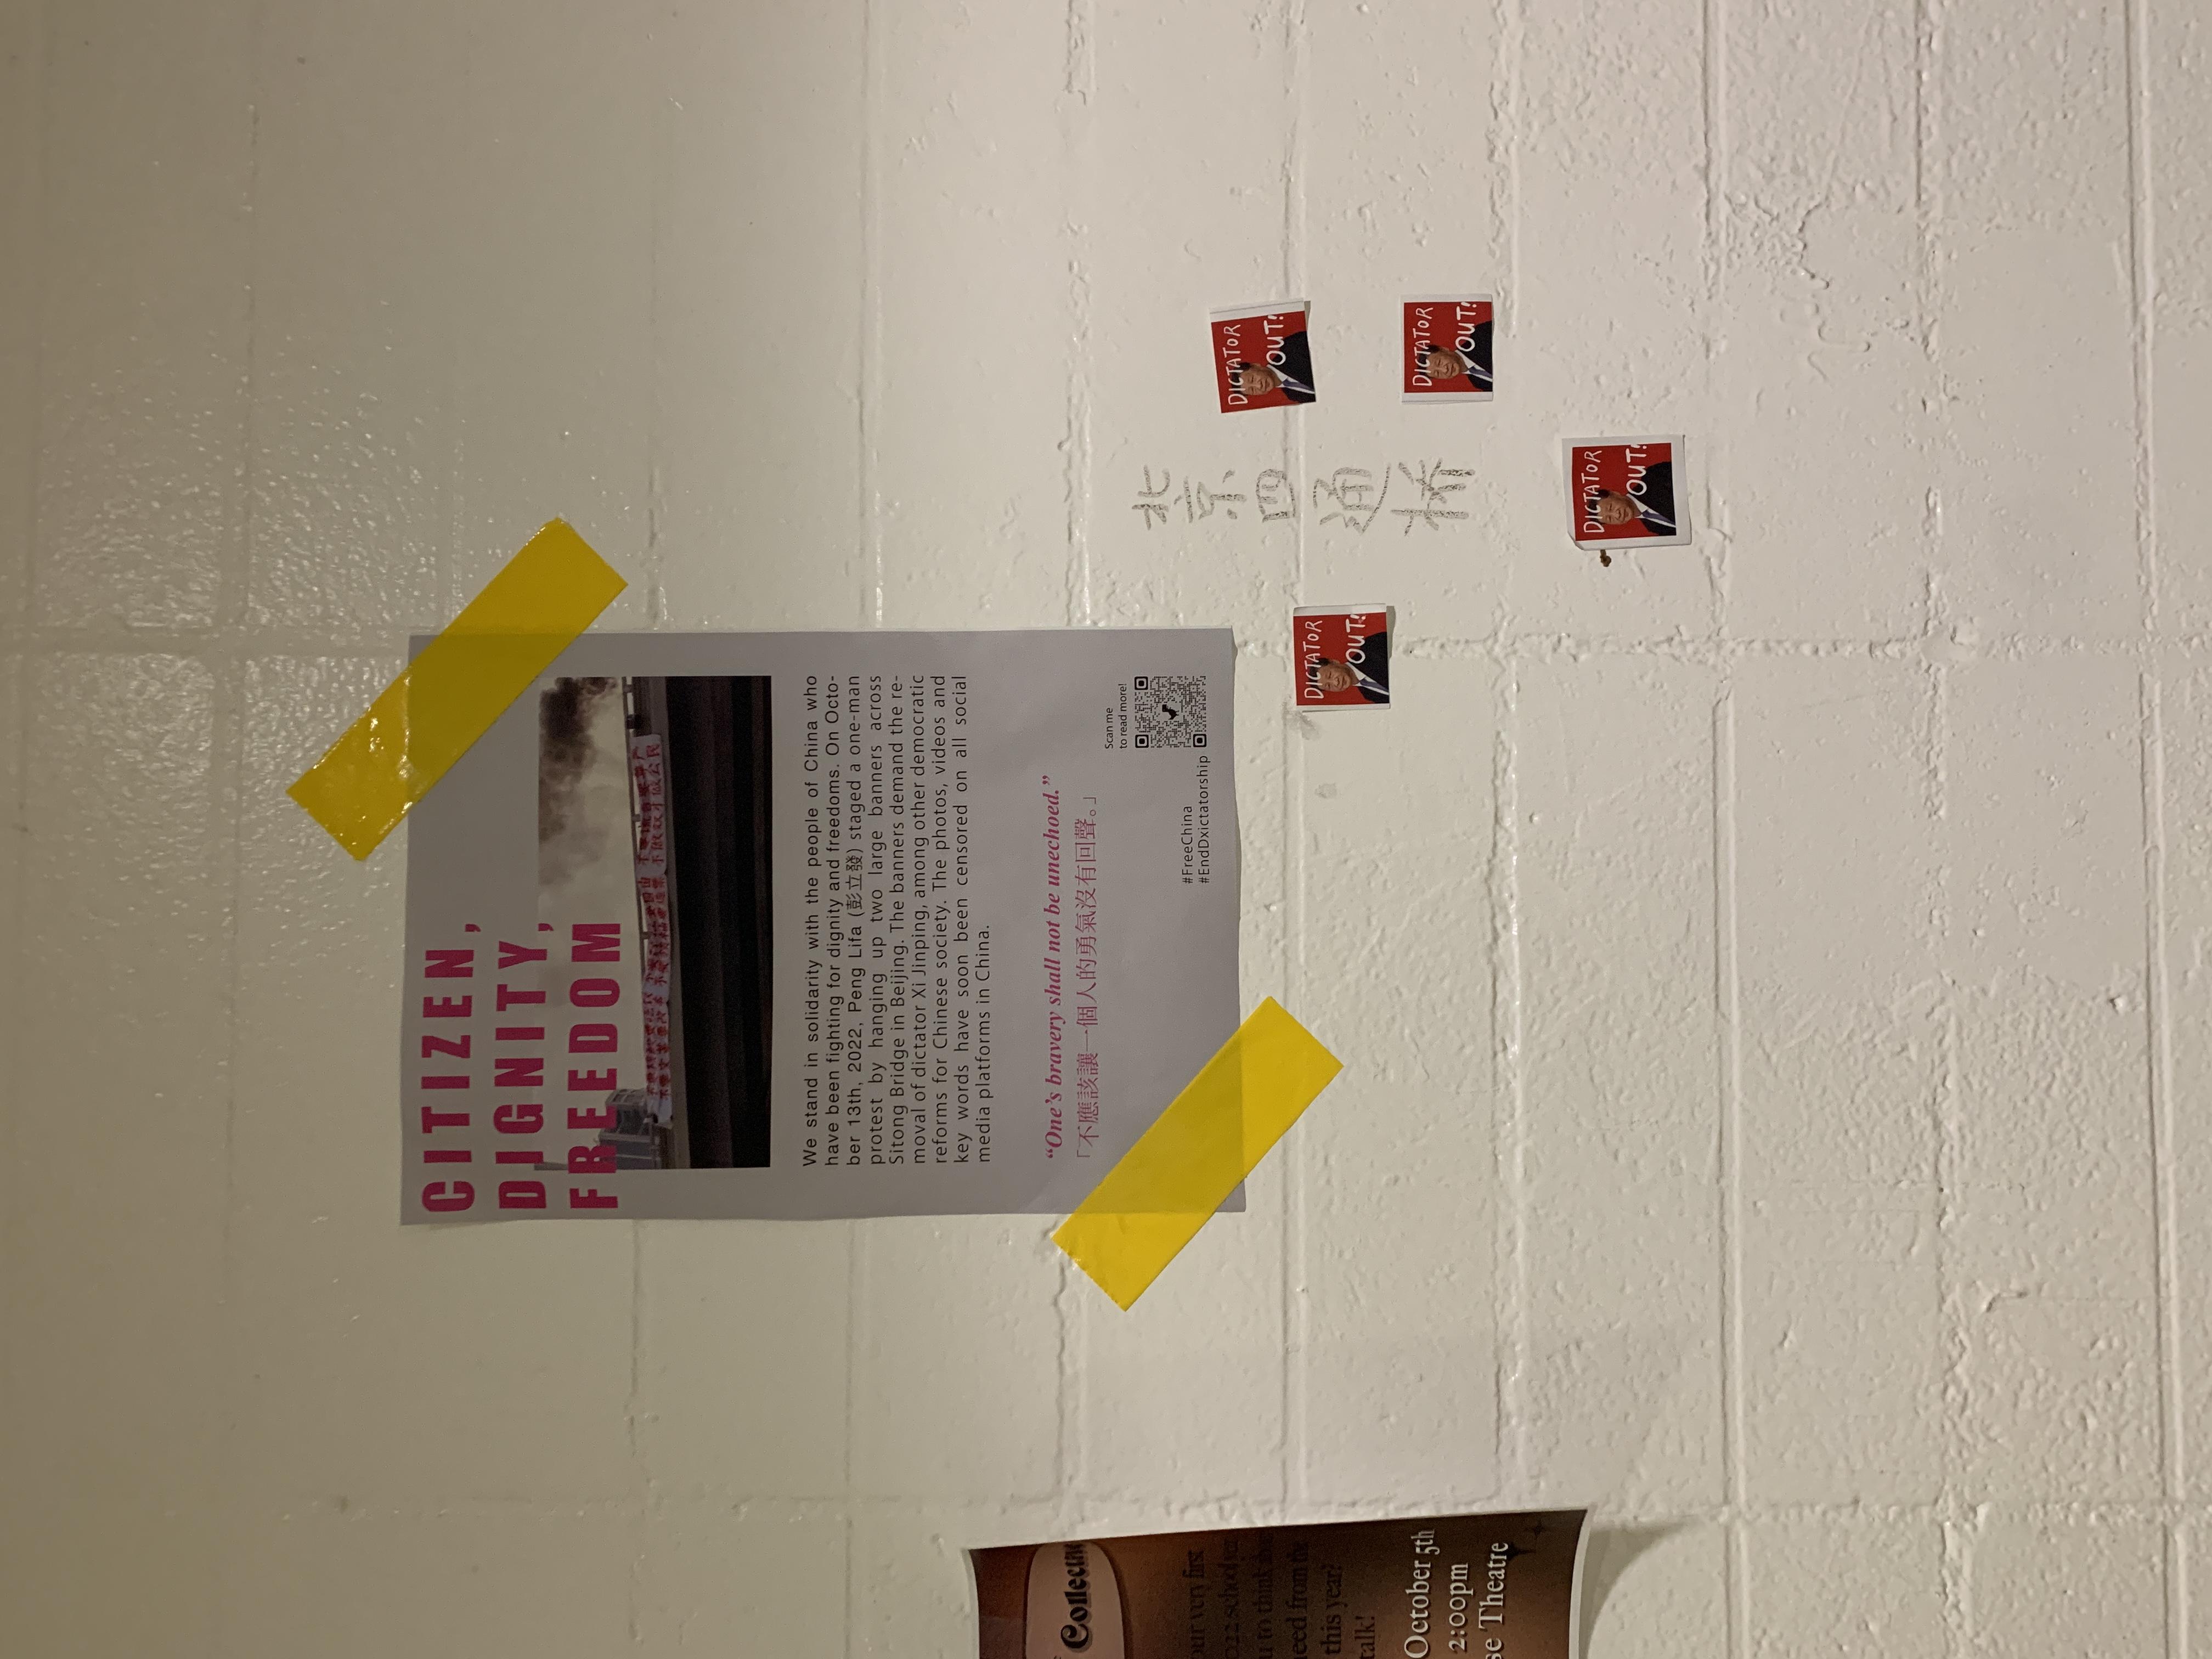 CITIZEN,
DIGNITY,
FREEDOM
We stand in solidarity with the people of China who
have been fighting for dignity and freedoms. On Octo-
ber 13th, 2022, Peng Lifa (彭立發) staged a one-man
protest by hanging up two large banners across
Sitong Bridge in Beijing. The banners demand the re-
moval of dictator Xi Jinping, among other democratic
reforms for Chinese society. The photos, videos and
key words have soon been censored on all social
media platforms in China.
“One’s bravery shall not be unechoed.”
「不應該讓一個人的勇氣沒有回聲。」
Scan me
to read more!
#FreeChina
#EndDxictatorship
DICTATOR
OUT!
DICTATOR
OUT!
DICTATOR
OUT!
DICTATOR
OUT!
北
京
四
通
桥
very first
this year?
talk!
October 5th
2:00pm
Theatre